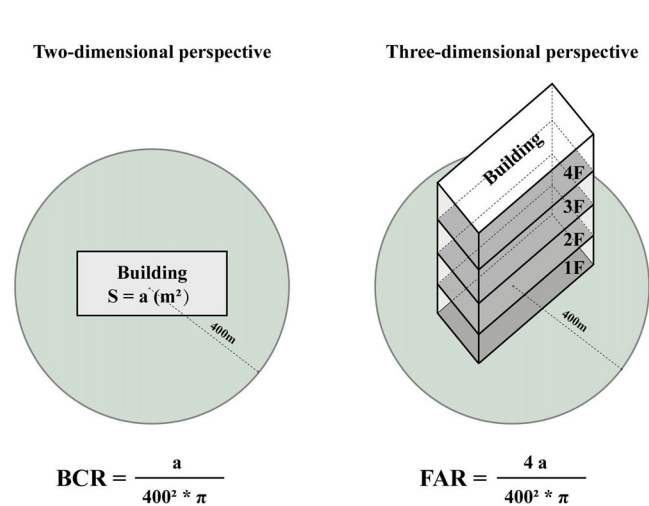 Two-dimensional perspective
Three-dimensional perspective
Building
S = a (m²)
400m
Building
4F
3F
2F
1F
400m
BCR = a / 400² * π
FAR = 4 a / 400² * π